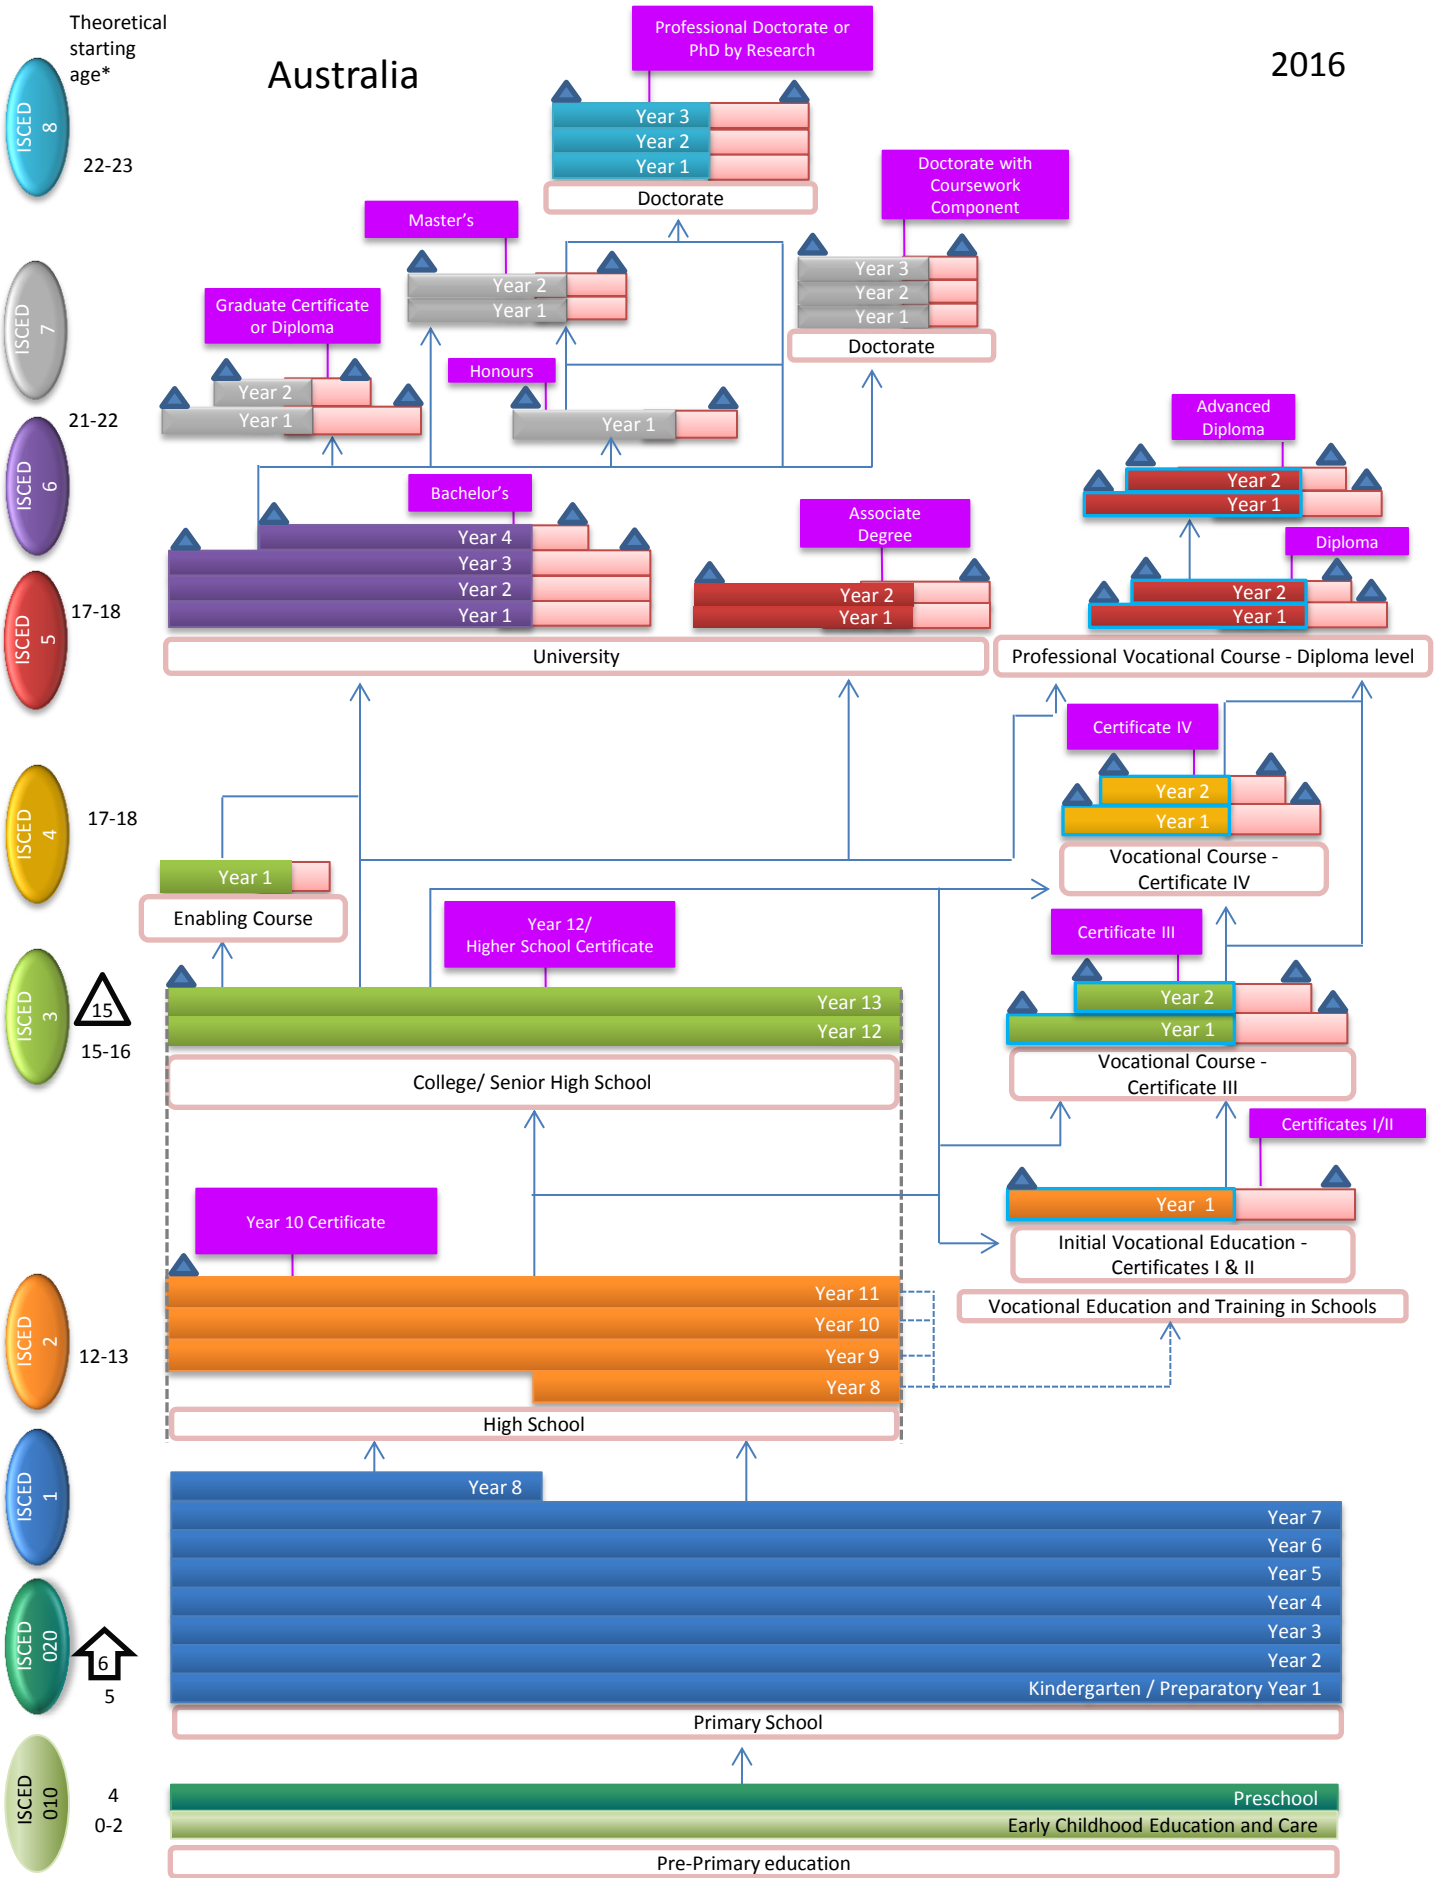 Theoretical
starting
age*
Australia
2016
Professional Doctorate or
PhD by Research
ISCED
8
22-23
Year 3
Year 2
Year 1
Doctorate
Doctorate with
Coursework
Component
Master's
Year 2
Year 1
Year 3
Year 2
Year 1
Doctorate
ISCED
7
Graduate Certificate
or Diploma
Year 2
Year 1
Honours
Year 1
21-22
Advanced
Diploma
Year 2
Year 1
ISCED
6
Bachelor's
Year 4
Year 3
Year 2
Year 1
Associate
Degree
Year 2
Year 1
Diploma
Year 2
Year 1
ISCED
5
17-18
University
Professional Vocational Course - Diploma level
Certificate IV
Year 2
Year 1
Vocational Course -
Certificate IV
ISCED
4
17-18
Year 1
Enabling Course
Year 12/
Higher School Certificate
Certificate III
Year 2
Year 1
Vocational Course -
Certificate III
ISCED
3
15
15-16
Year 13
Year 12
College/ Senior High School
Certificates I/II
Year 1
Initial Vocational Education -
Certificates I & II
Vocational Education and Training in Schools
Year 10 Certificate
ISCED
2
12-13
Year 11
Year 10
Year 9
Year 8
High School
ISCED
1
Year 8
Year 7
Year 6
Year 5
Year 4
Year 3
Year 2
Kindergarten / Preparatory Year 1
Primary School
ISCED
020
6
5
ISCED
010
4
0-2
Preschool
Early Childhood Education and Care
Pre-Primary education